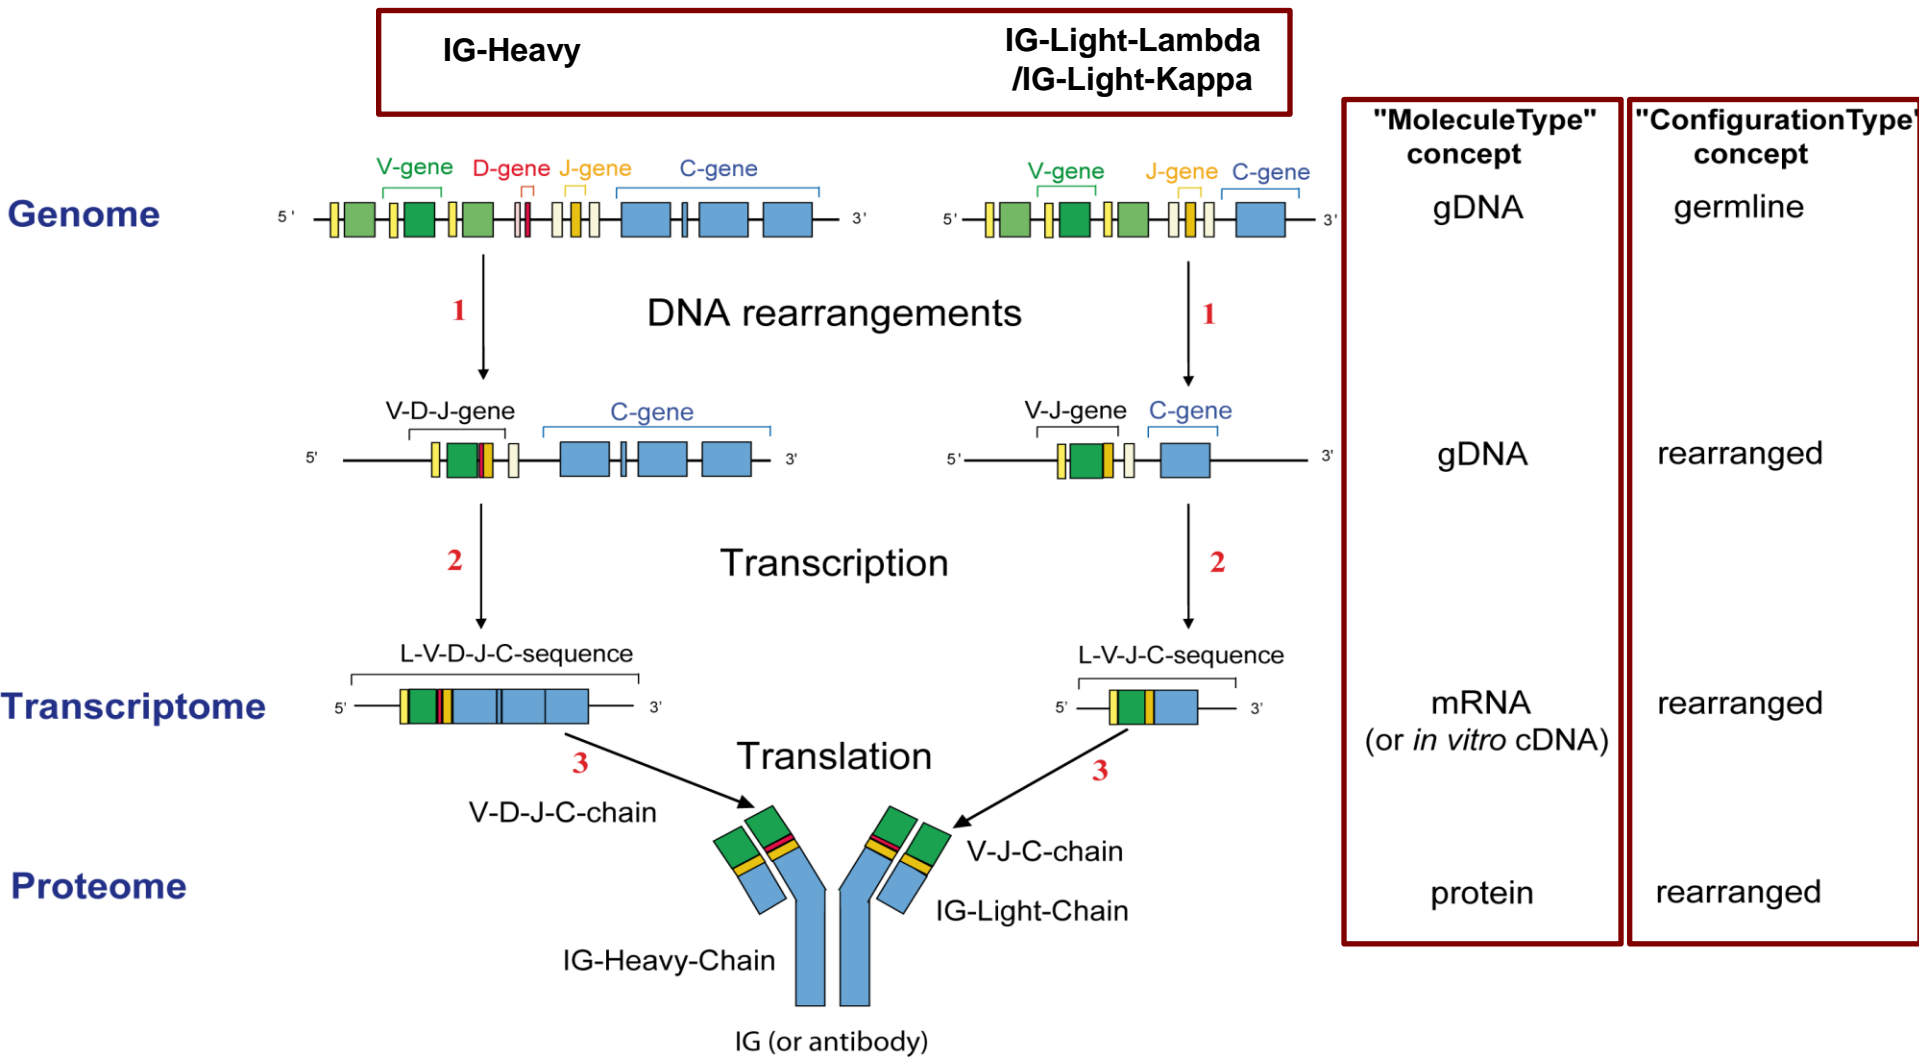 IG-Heavy
IG-Light-Lambda
/IG-Light-Kappa
"MoleculeType"
concept
"ConfigurationType"
concept
V-gene
D-gene
J-gene
C-gene
V-gene
J-gene
C-gene
Genome
5'
3'
5'
3'
gDNA
germline
1
DNA rearrangements
1
V-D-J-gene
C-gene
V-J-gene
C-gene
5'
3'
5'
3'
gDNA
rearranged
2
Transcription
2
L-V-D-J-C-sequence
L-V-J-C-sequence
Transcriptome
5'
3'
5'
3'
mRNA
(or in vitro cDNA)
rearranged
3
Translation
3
V-D-J-C-chain
V-J-C-chain
Proteome
protein
rearranged
IG-Light-Chain
IG-Heavy-Chain
IG (or antibody)